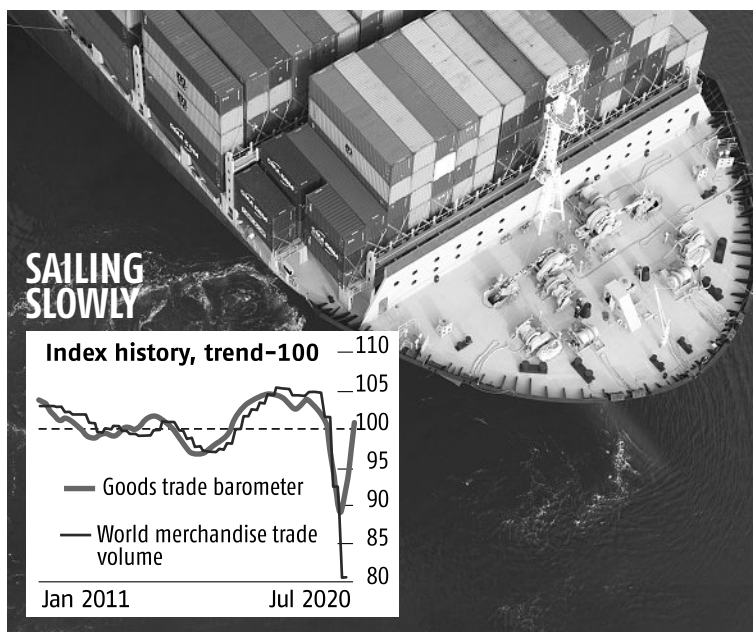 SAILING
SLOWLY
Index history, trend–100
110
105
100
95
90
85
80
Goods trade barometer
World merchandise trade
volume
Jan 2011
Jul 2020